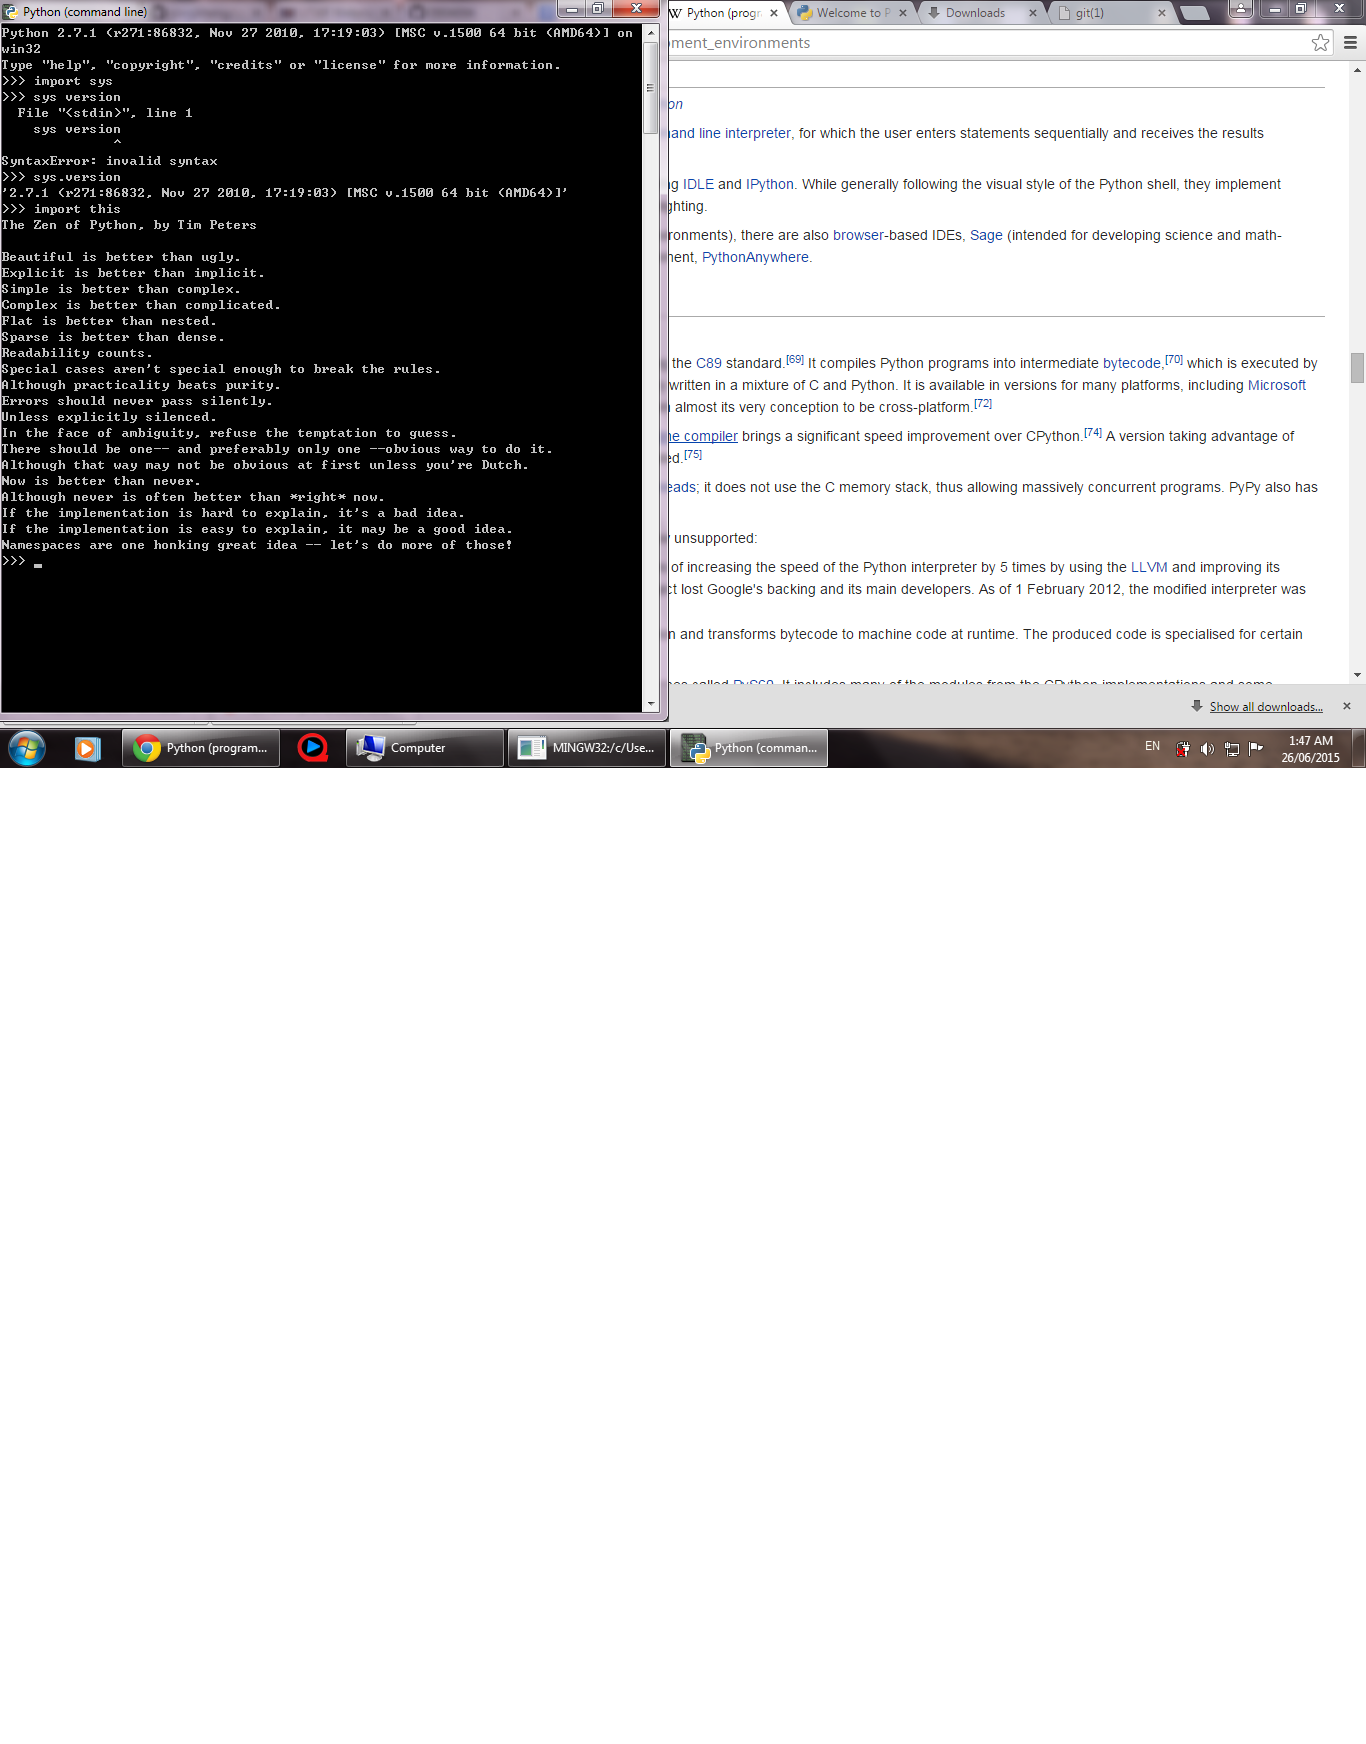 Python (command line)
Python 2.7.1 (r271:86832, Nov 27 2010, 17:19:03) [MSC v.1500 64 bit (AMD64)] on
win32
Type "help", "copyright", "credits" or "license" for more information.
>>> import sys
>>> sys version
  File "<stdin>", line 1
    sys version
              ^
SyntaxError: invalid syntax
>>> sys.version
'2.7.1 (r271:86832, Nov 27 2010, 17:19:03) [MSC v.1500 64 bit (AMD64)]'
>>> import this
The Zen of Python, by Tim Peters
Beautiful is better than ugly.
Explicit is better than implicit.
Simple is better than complex.
Complex is better than complicated.
Flat is better than nested.
Sparse is better than dense.
Readability counts.
Special cases aren't special enough to break the rules.
Although practicality beats purity.
Errors should never pass silently.
Unless explicitly silenced.
In the face of ambiguity, refuse the temptation to guess.
There should be one-- and preferably only one --obvious way to do it.
Although that way may not be obvious at first unless you're Dutch.
Now is better than never.
Although never is often better than *right* now.
If the implementation is hard to explain, it's a bad idea.
If the implementation is easy to explain, it may be a good idea.
Namespaces are one honking great idea -- let's do more of those!
>>> _
W Python (progr
Welcome to P
Downloads
git(1)
pment_environments
on
and line interpreter, for which the user enters statements sequentially and receives the results
g IDLE and IPython. While generally following the visual style of the Python shell, they implement
ghting.
ronments), there are also browser-based IDEs, Sage (intended for developing science and math-
ent, PythonAnywhere.
the C89 standard.[69] It compiles Python programs into intermediate bytecode,[70] which is executed by
written in a mixture of C and Python. It is available in versions for many platforms, including Microsoft
almost its very conception to be cross-platform.[72]
ne compiler brings a significant speed improvement over CPython.[74] A version taking advantage of
ed.[75]
eads; it does not use the C memory stack, thus allowing massively concurrent programs. PyPy also has
unsupported:
of increasing the speed of the Python interpreter by 5 times by using the LLVM and improving its
ct lost Google's backing and its main developers. As of 1 February 2012, the modified interpreter was
n and transforms bytecode to machine code at runtime. The produced code is specialised for certain
called PyS60. It includes many of the modules from the CPython implementations and some
Show all downloads...
Python (program...
Computer
MINGW32:/c/Use...
Python (comman...
EN
1:47 AM
26/06/2015